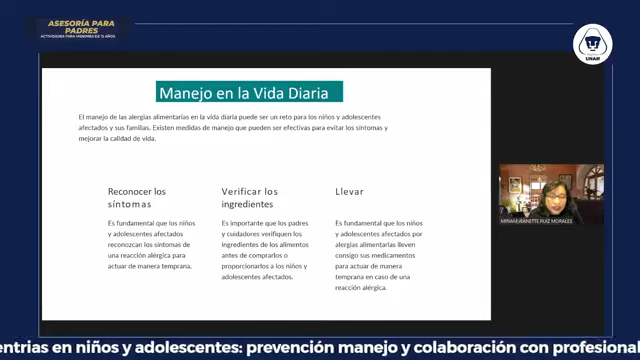 ASESORÍA PARA
PADRES
ACTIVIDADES PARA MENORES DE 12 AÑOS
UNAM
Manejo en la Vida Diaria
El manejo de las alergias alimentarias en la vida diaria puede ser un reto para los niños y adolescentes
afectados y sus familias. Existen medidas de manejo que pueden ser efectivas para evitar los síntomas y
mejorar la calidad de vida.
Reconocer los
síntomas
Es fundamental que los niños
y adolescentes afectados
reconozcan los síntomas de
una reacción alérgica para
actuar de manera temprana.
Verificar los
ingredientes
Es importante que los padres
y cuidadores verifiquen los
ingredientes de los alimentos
antes de comprarlos o
proporcionarlos a los niños y
adolescentes afectados.
Llevar
Es fundamental que los niños
y adolescentes afectados por
alergias alimentarias lleven
consigo sus medicamentos
para actuar de manera
temprana en caso de una
reacción alérgica.
JEANETTE RUIZ MORALES
entrias en niños y adolescentes: prevención manejo y colaboración con profesional